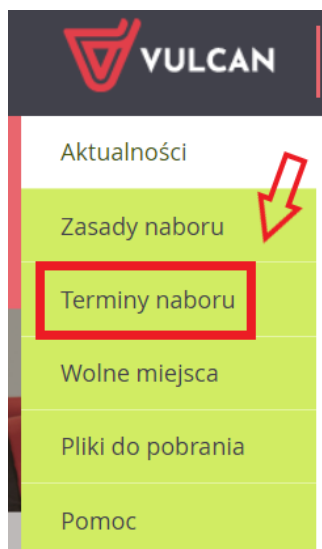 VULCAN
Aktualności
Zasady naboru
Terminy naboru
Wolne miejsca
Pliki do pobrania
Pomoc